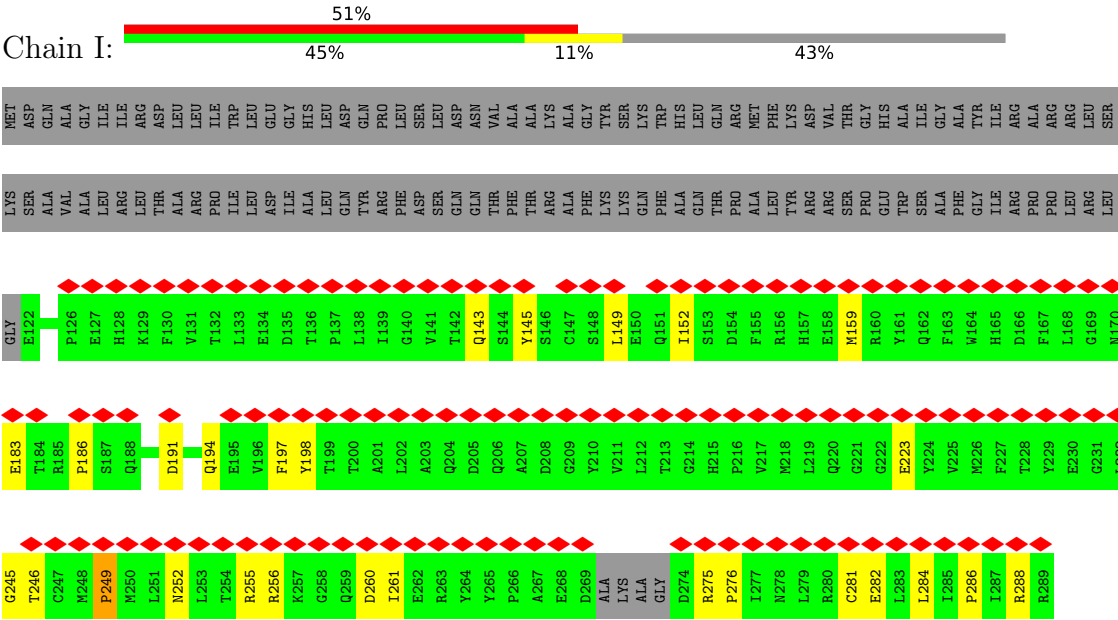 51%
Chain I:
45% 11% 43%
MET ASP GLN ALA GLY ILE ILE ARG ASP LEU LEU ILE TRP LEU GLU GLY HIS LEU ASP GLN PRO LEU SER LEU ASP ASN VAL ALA ALA LYS ALA GLY TYR SER LYS TRP HIS LEU GLN ARG MET PHE LYS ASP VAL THR GLY HIS ALA ILE GLY ALA TYR ILE ARG ALA ARG ARG LEU SER
LYS SER ALA VAL ALA LEU ARG LEU THR ALA ARG PRO ILE LEU ASP ILE ALA LEU GLN TYR ARG PHE ASP SER GLN GLN THR PHE THR ARG ALA PHE LYS LYS GLN PHE ALA GLN THR PRO ALA LEU TYR ARG ARG SER PRO GLU TRP SER ALA PHE GLY ILE ARG PRO PRO LEU ARG LEU
GLY E122 P126 E127 H128 K129 F130 V131 T132 L133 E134 D135 T136 P137 L138 I139 G140 V141 T142 Q143 S144 Y145 S146 C147 S148 L149 E150 Q151 I152 S153 D154 F155 R156 H157 E158 M159 R160 Y161 Q162 F163 W164 H165 D166 F167 L168 G169 N170
E183 T184 R185 P186 S187 Q188 D191 Q194 E195 V196 F197 Y198 T199 T200 A201 L202 A203 Q204 D205 Q206 A207 D208 G209 Y210 V211 L212 T213 G214 H215 P216 V217 M218 L219 Q220 G221 G222 E223 Y224 V225 M226 F227 T228 Y229 E230 G231
G245 T246 C247 M248 P249 M250 L251 N252 L253 T254 R255 R256 K257 G258 Q259 D260 I261 E262 R263 Y264 Y265 P266 A267 E268 D269 ALA LYS ALA GLY D274 R275 P276 I277 N278 L279 R280 C281 E282 L283 L284 I285 P286 I287 R288 R289